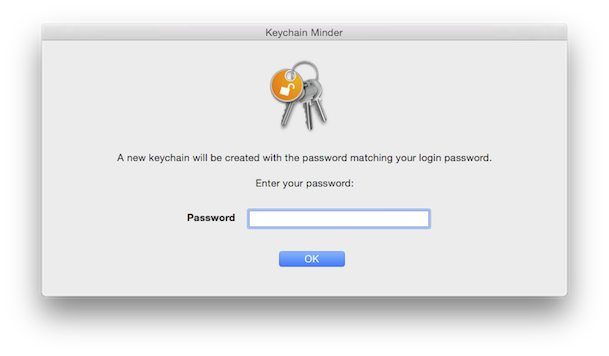 Keychain Minder
A new keychain will be created with the password matching your login password.
Enter your password:
Password
OK